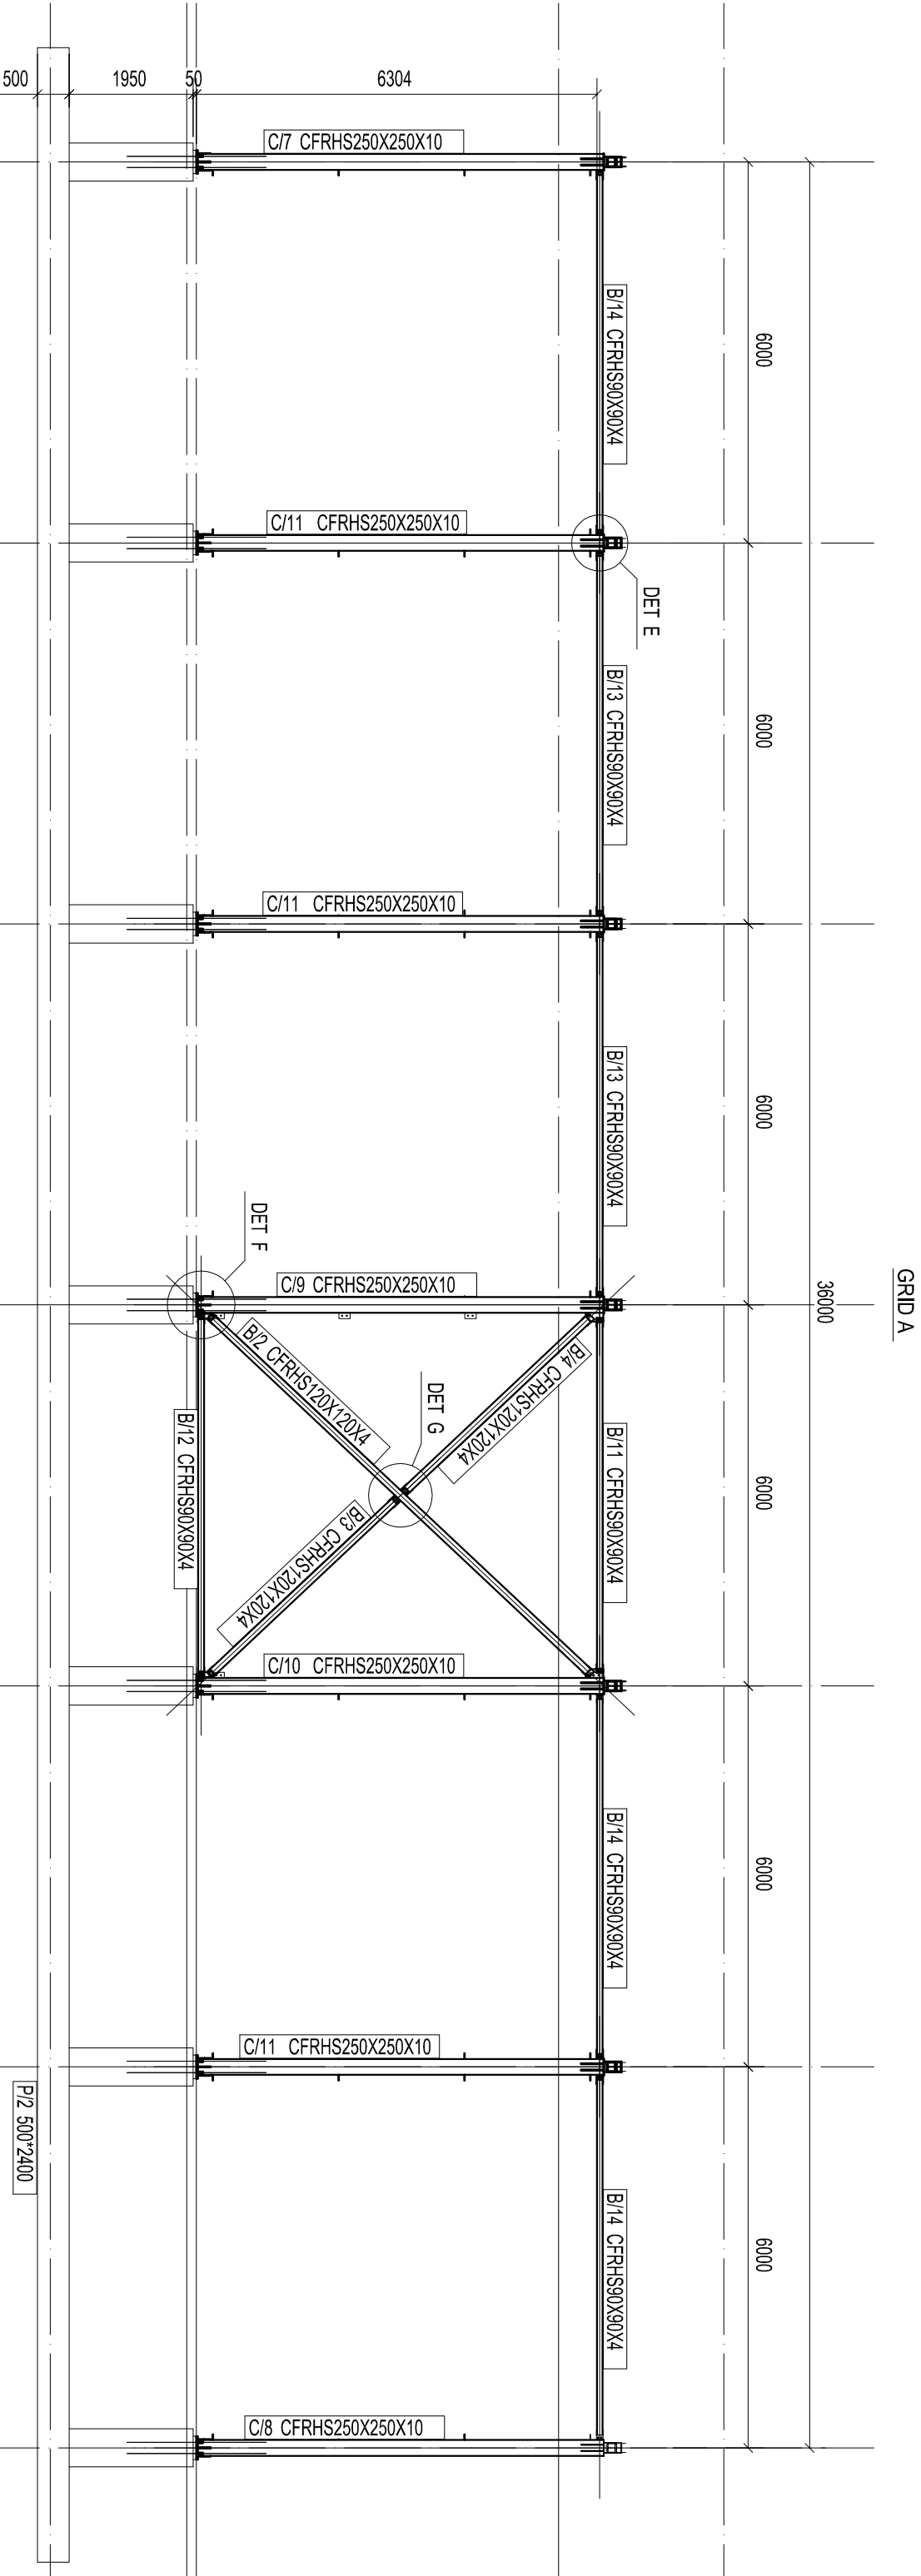 GRID A
36000
6000
6000
6000
6000
6000
6000
B/14 CFRHS90X90X4
B/13 CFRHS90X90X4
B/13 CFRHS90X90X4
B/11 CFRHS90X90X4
B/14 CFRHS90X90X4
B/14 CFRHS90X90X4
DET E
6304
50
1950
500
C/7 CFRHS250X250X10
C/11 CFRHS250X250X10
C/11 CFRHS250X250X10
C/9 CFRHS250X250X10
C/10 CFRHS250X250X10
C/11 CFRHS250X250X10
C/8 CFRHS250X250X10
B/4 CFRHS120X120X4
DET G
B/2 CFRHS120X120X4
B/3 CFRHS120X120X4
DET F
B/12 CFRHS90X90X4
P/2 500*2400